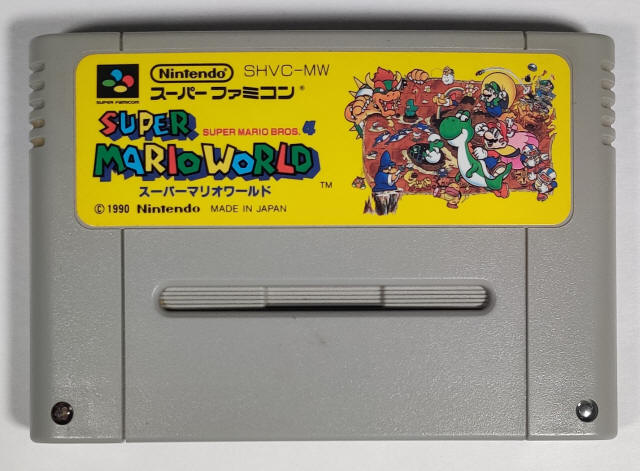 Nintendo SHVC-MW
SUPER FAMICOM
スーパーファミコン®
SUPER
SUPER MARIO BROS. 4
MARIO WORLD
スーパーマリオワールド
TM
© 1990 Nintendo MADE IN JAPAN